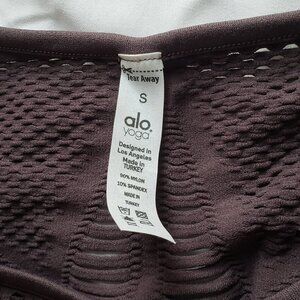 Tear Away
S
alo
yoga
Designed in
Los Angeles
Made in
TURKEY
90% NYLON
10% SPANDEX
MADE IN
TURKEY